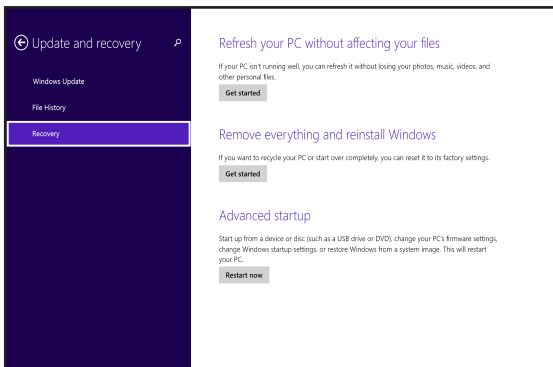 Update and recovery
Windows Update
File History
Recovery
Refresh your PC without affecting your files
If your PC isn't running well, you can refresh it without losing your photos, music, videos, and
other personal files.
Get started
Remove everything and reinstall Windows
If you want to recycle your PC or start over completely, you can reset it to its factory settings.
Get started
Advanced startup
Start up from a device or disc (such as a USB drive or DVD), change your PC's firmware settings,
change Windows startup settings, or restore Windows from a system image. This will restart
your PC.
Restart now